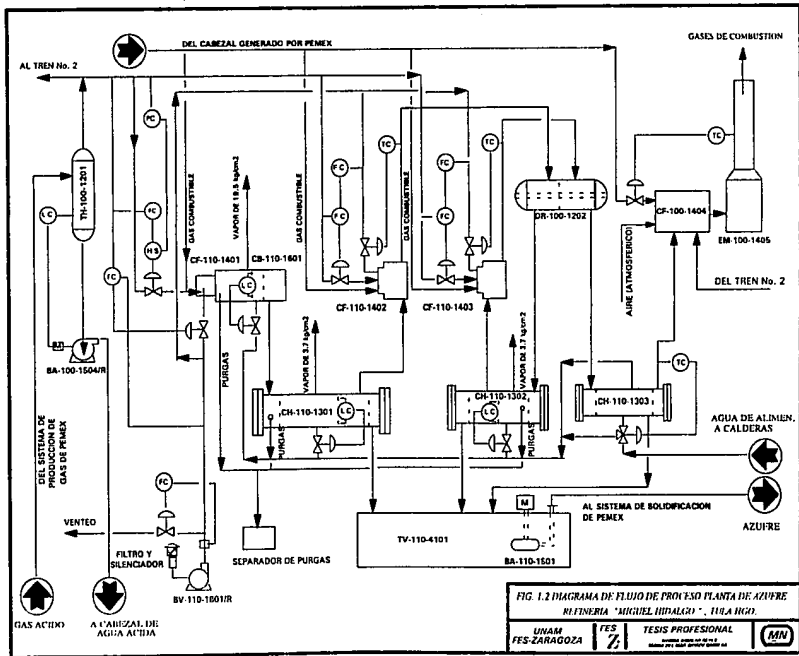 DEL CABEZAL GENERADO POR PEMEX
GASES DE COMBUSTION
AL TREN No. 2
TH-100-1201
LC
FC
HS
TC
GAS COMBUSTIBLE
VAPOR DE 19.5 kg/cm2
CF-110-1401
CB-110-1601
LC
PURGAS
GAS COMBUSTIBLE
FC
FC
TC
CF-110-1402
GAS COMBUSTIBLE
FC
FC
TC
CF-110-1403
DR-100-1202
TC
CF-100-1404
EM-100-1405
AIRE (ATMOSFERICO)
DEL TREN No. 2
M
BA-100-1504/R
VAPOR DE 3.7 kg/cm2
CH-110-1301
LC
PURGAS
VAPOR DE 3.7 kg/cm2
CH-110-1302
LC
PURGAS
CH-110-1303
TC
AGUA DE ALIMEN.
A CALDERAS
DEL SISTEMA DE
PRODUCCION DE
GAS DE PEMEX
FC
VENTEO
FILTRO Y
SILENCIADOR
BV-110-1601/R
SEPARADOR DE PURGAS
TV-110-4101
M
BA-110-1501
AL SISTEMA DE SOLIDIFICACION
DE PEMEX
AZUFRE
GAS ACIDO
A CABEZAL DE
AGUA ACIDA
FIG. 1.2 DIAGRAMA DE FLUJO DE PROCESO PLANTA DE AZUFRE
REFINERIA "MIGUEL HIDALGO", TULA HGO.
UNAM
FES-ZARAGOZA
FES
Z
TESIS PROFESIONAL
MN